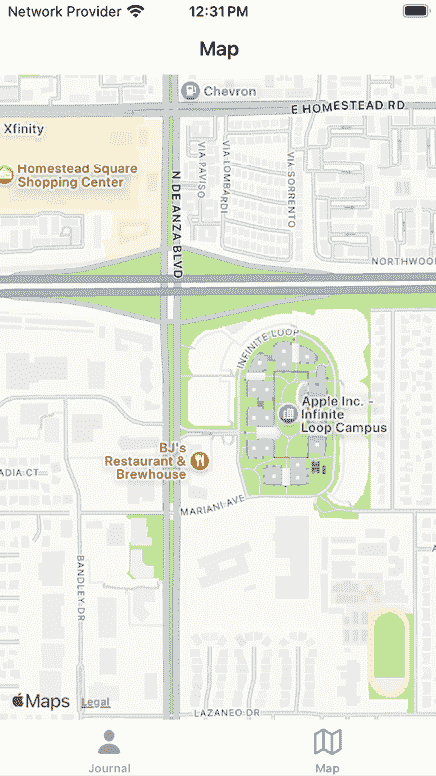 Network Provider 12:31 PM
Map
Chevron
E HOMESTEAD RD
Xfinity
Homestead Square
Shopping Center
VIA PAVISO
VIA LOMBARDI
VIA SORRENTO
N DE ANZA BLVD
NORTHWOO
INFINITE LOOP
Apple Inc. -
Infinite
Loop Campus
BJ's
Restaurant &
Brewhouse
ADIA CT
MARIANI AVE
A
BANDLEY DR
Maps Legal
LAZANEO DR
Journal Map